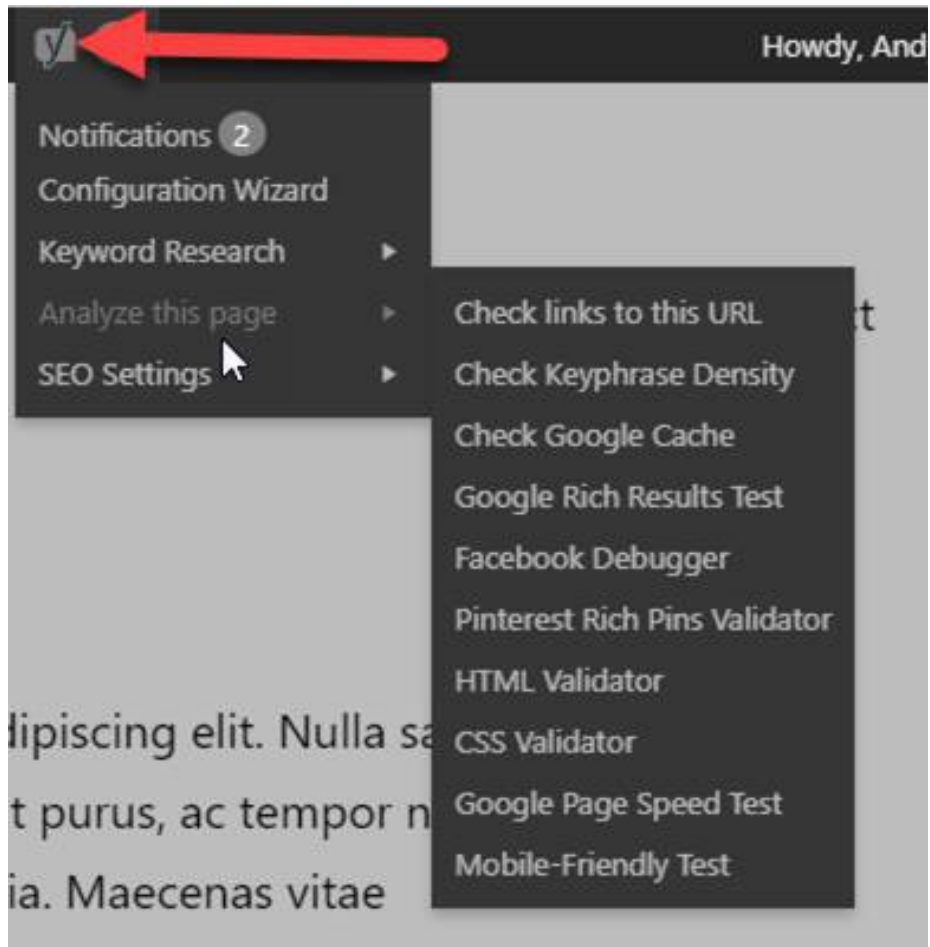 Howdy, And
Notifications 2
Configuration Wizard
Keyword Research
Analyze this page
SEO Settings
Check links to this URL
Check Keyphrase Density
Check Google Cache
Google Rich Results Test
Facebook Debugger
Pinterest Rich Pins Validator
HTML Validator
CSS Validator
Google Page Speed Test
Mobile-Friendly Test
ct
dipiscing elit. Nulla sa
t purus, ac tempor n
ia. Maecenas vitae